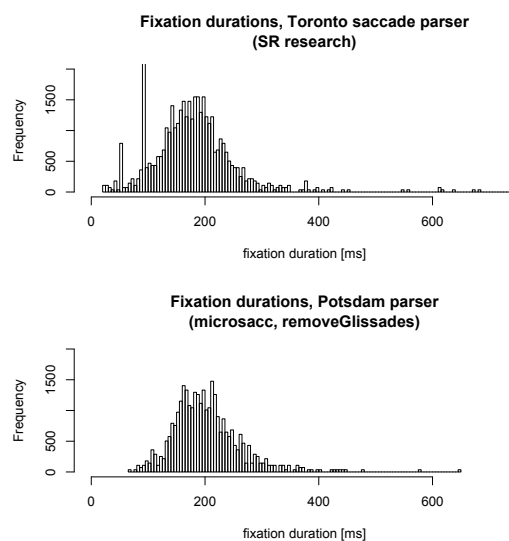 Fixation durations, Toronto saccade parser
(SR research)
Frequency
0
500
1500
0
200
400
600
fixation duration [ms]
Fixation durations, Potsdam parser
(microsacc, removeGlissades)
Frequency
0
500
1500
0
200
400
600
fixation duration [ms]